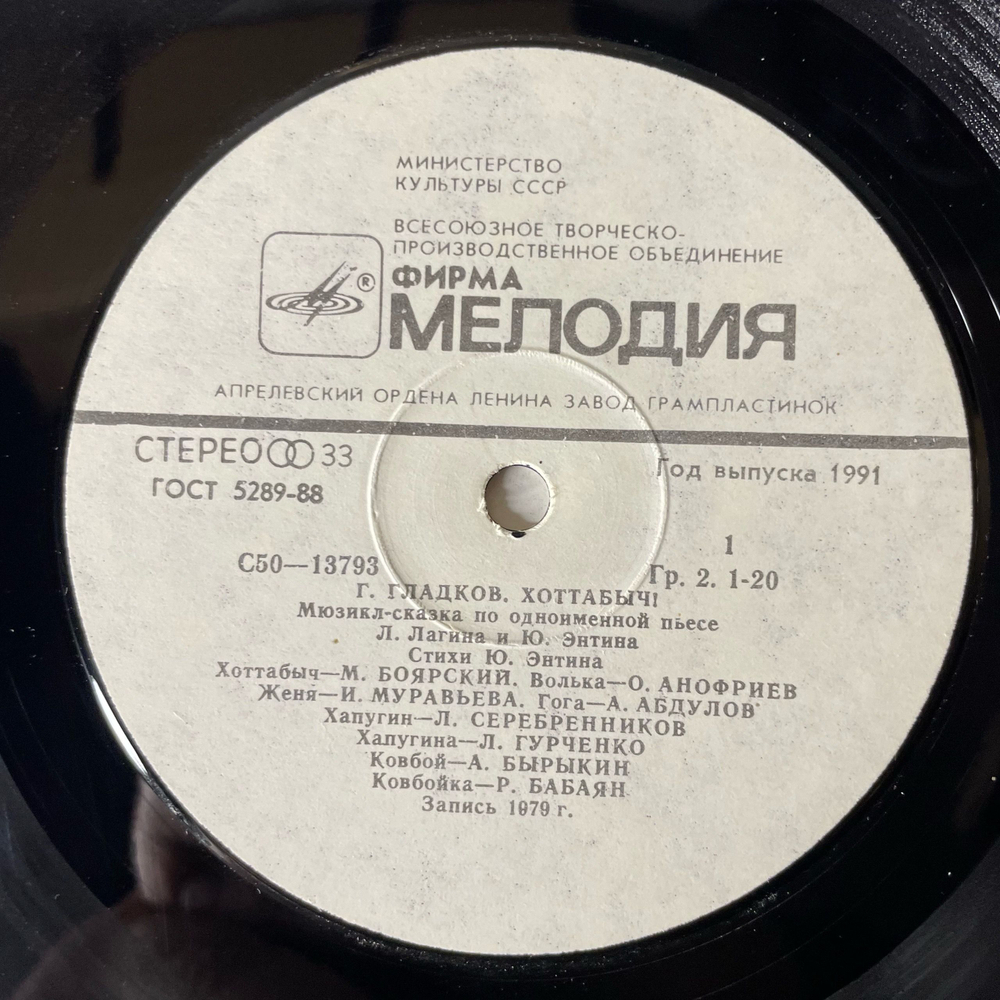 МИНИСТЕРСТВО
КУЛЬТУРЫ СССР
ВСЕСОЮЗНОЕ ТВОРЧЕСКО-
ПРОИЗВОДСТВЕННОЕ ОБЪЕДИНЕНИЕ
ФИРМА
®
МЕЛОДИЯ
АПРЕЛЕВСКИЙ ОРДЕНА ЛЕНИНА ЗАВОД ГРАМПЛАСТИНОК
СТЕРЕО 33
Год выпуска 1991
ГОСТ 5289-88
1
С50—13793
Гр. 2. 1-20
Г. ГЛАДКОВ. ХОТТАБЫЧ!
Мюзикл-сказка по одноименной пьесе
Л. Лагина и Ю. Энтина
Стихи Ю. Энтина
Хоттабыч—М. БОЯРСКИЙ. Волька—О. АНОФРИЕВ
Женя—И. МУРАВЬЕВА. Гога—А. АБДУЛОВ
Хапугин—Л. СЕРЕБРЕННИКОВ
Хапугина—Л. ГУРЧЕНКО
Ковбой—А. БЫРЫКИН
Ковбойка—Р. БАБАЯН
Запись 1979 г.